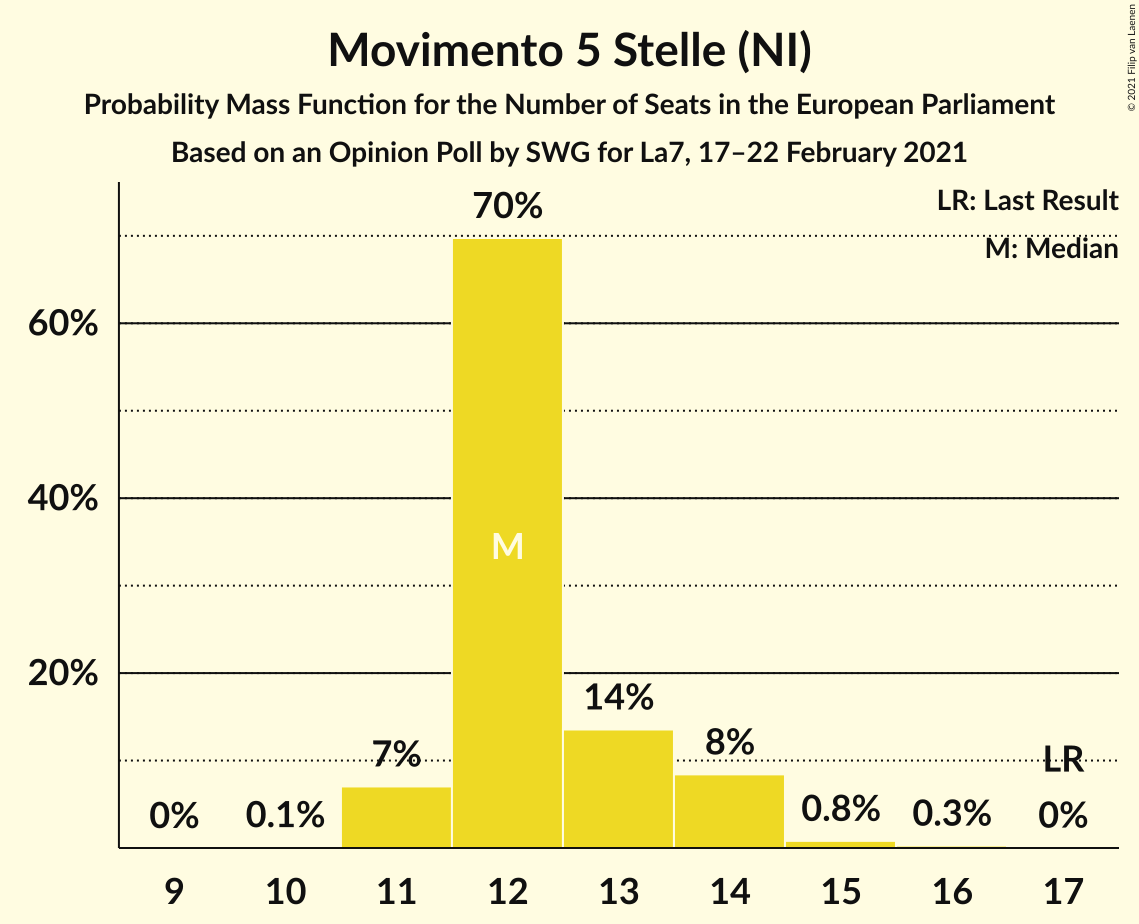 Movimento 5 Stelle (NI)
Probability Mass Function for the Number of Seats in the European Parliament
Based on an Opinion Poll by SWG for La7, 17–22 February 2021
© 2021 Filip van Laenen
LR: Last Result
M: Median
70%
60%
40%
20%
M
14%
8%
7%
LR
0%
0.1%
0.8%
0.3%
0%
9 10 11 12 13 14 15 16 17